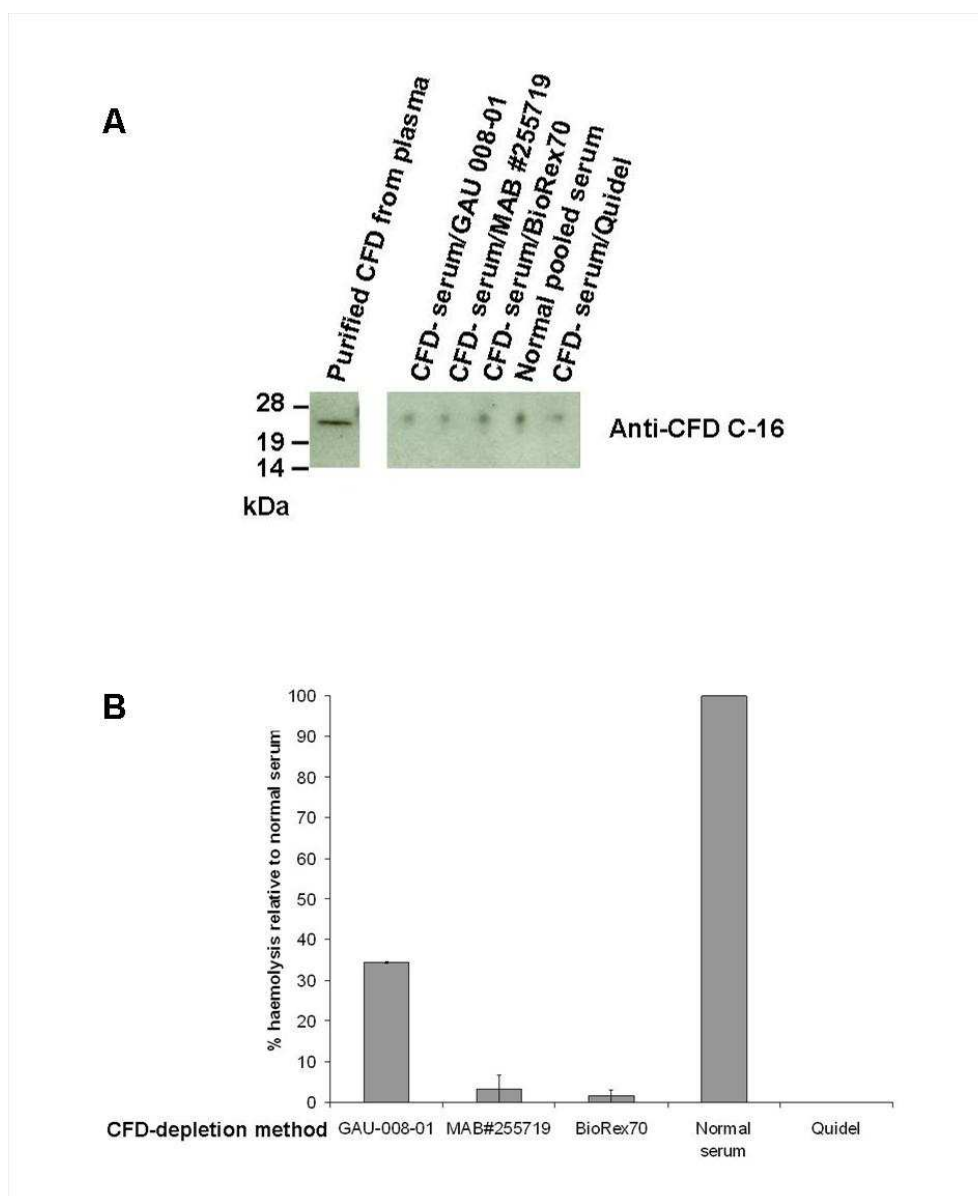 A
Purified CFD from plasma
CFD- serum/GAU 008-01
CFD- serum/MAB #255719
CFD- serum/BioRex70
Normal pooled serum
CFD- serum/Quidel
28
19
14
kDa
Anti-CFD C-16
B
% haemolysis relative to normal serum
100
90
80
70
60
50
40
30
20
10
0
CFD-depletion method
GAU-008-01
MAB#255719
BioRex70
Normal
serum
Quidel